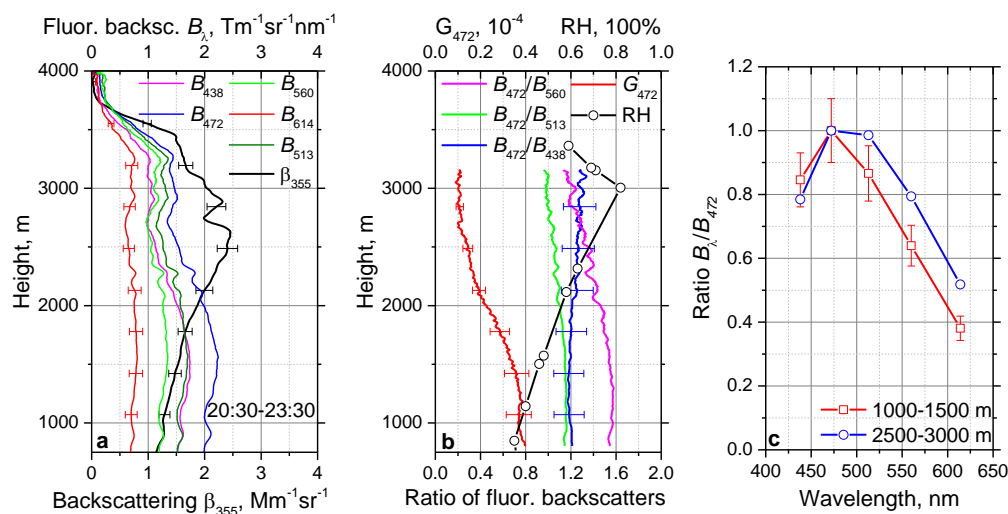 Fluor. backsc. Bλ, Tm⁻¹sr⁻¹nm⁻¹
0 1 2 3 4
4000
3000
2000
1000
Height, m
B438
B472
B560
B614
B513
β355
20:30-23:30
a
0 1 2 3 4
Backscattering β355, Mm⁻¹sr⁻¹
G472, 10⁻⁴ RH, 100%
0.0 0.2 0.4 0.6 0.8 1.0
4000
3000
2000
1000
Height, m
B472/B560
B472/B513
B472/B438
G472
RH
b
0.0 0.4 0.8 1.2 1.6 2.0
Ratio of fluor. backscatters
1.2
1.0
0.8
0.6
0.4
0.2
0.0
Ratio Bλ/B472
1000-1500 m
2500-3000 m
c
400 450 500 550 600 650
Wavelength, nm